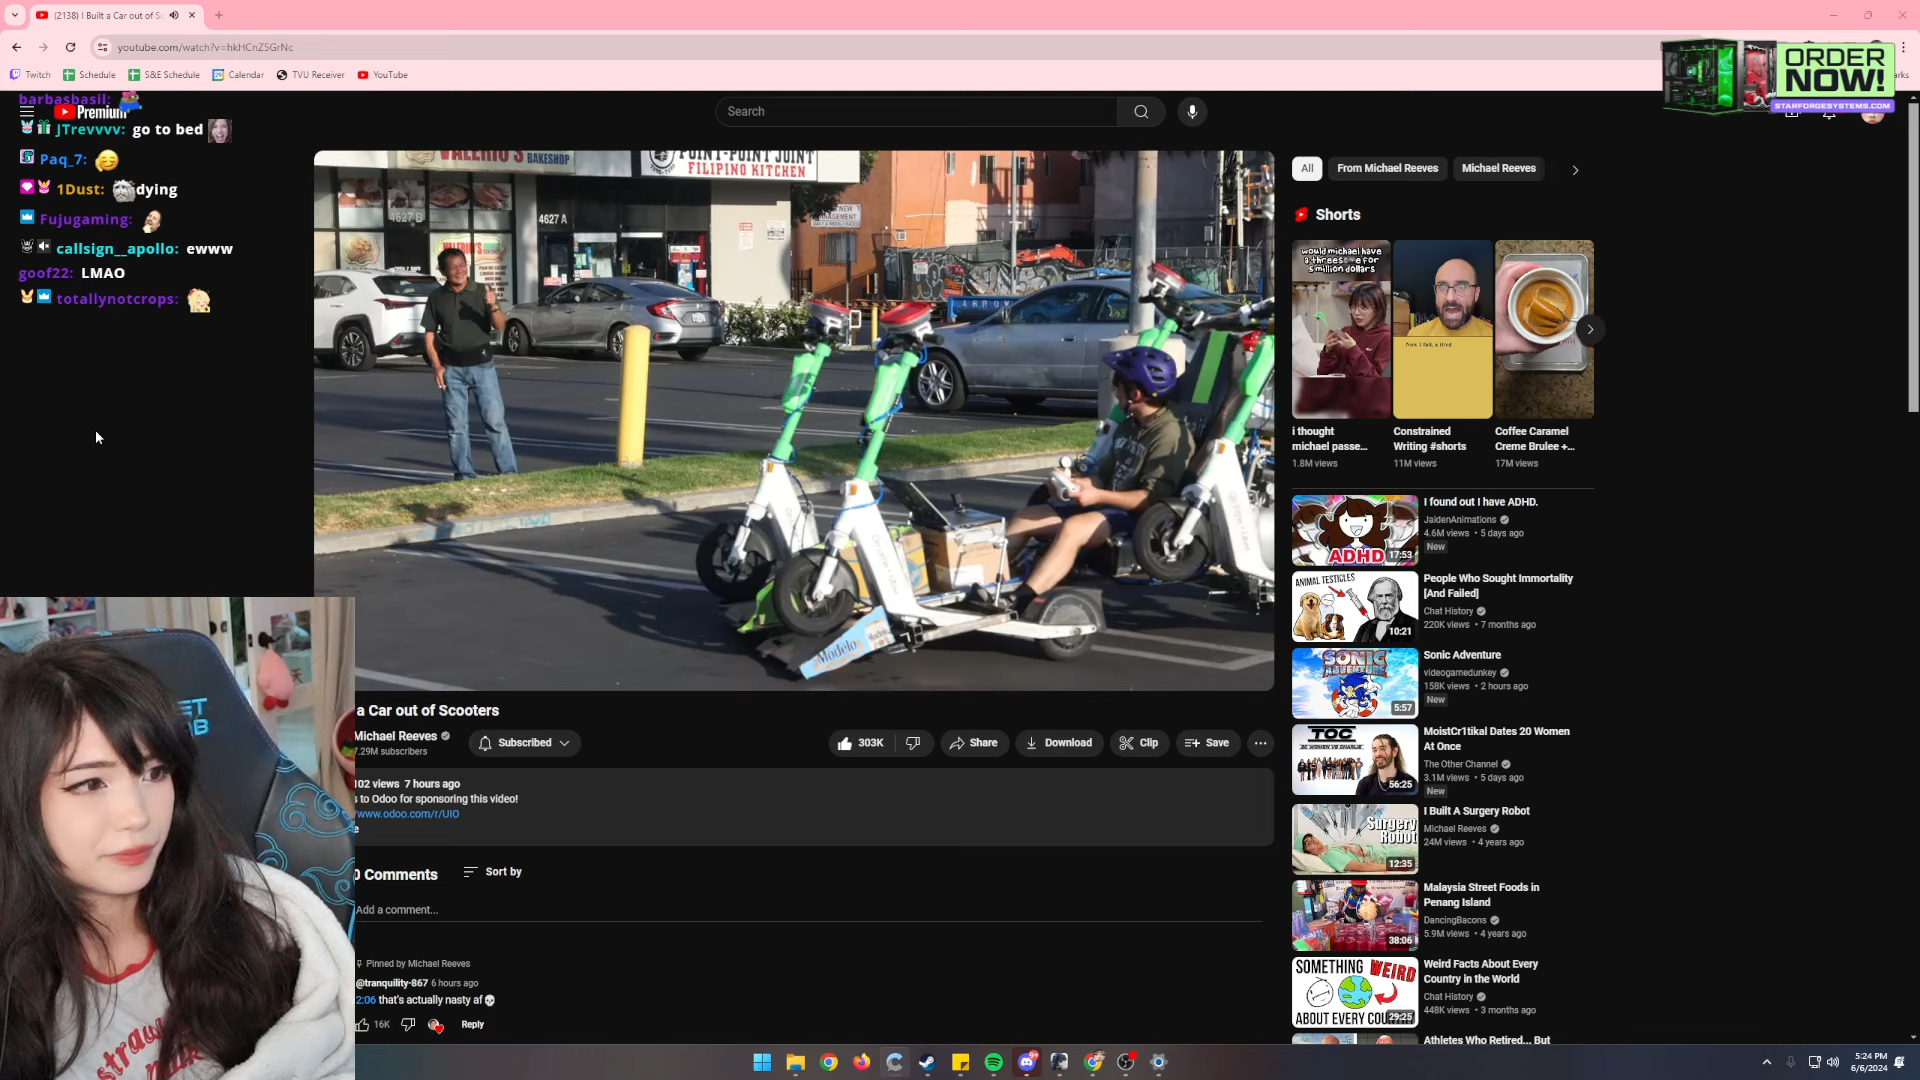 (2138) I Built a Car out of Sc
youtube.com/watch?v=hkHCnZ5GrNc
Twitch
Schedule
S&E Schedule
Calendar
TVU Receiver
YouTube
ORDER
NOW!
STARFORGESYSTEMS.COM
barbasbasil:
Premium
Search
JTrevvvv: go to bed
Paq_7:
1Dust: dying
Fujugaming:
callsign__apollo: ewww
goof22: LMAO
totallynotcrops:
VALERIO'S BAKESHOP
POINT-POINT JOINT
FILIPINO KITCHEN
4627 B
4627 A
Modelo
All
From Michael Reeves
Michael Reeves
Shorts
would michael have
a threes e for
5 million dollars
i thought
michael passe...
1.8M views
Constrained
Writing #shorts
11M views
Coffee Caramel
Creme Brulee +...
17M views
ADHD
17:53
I found out I have ADHD.
JaidenAnimations
4.6M views • 5 days ago
New
ANIMAL TESTICLES
10:21
People Who Sought Immortality
[And Failed]
Chat History
220K views • 7 months ago
SONIC
ADVENTURE
5:57
Sonic Adventure
videogamedunkey
158K views • 2 hours ago
New
TOC
20 WOMEN VS CHARLIE
56:25
MoistCr1tikal Dates 20 Women
At Once
The Other Channel
3.1M views • 5 days ago
New
Surgery
Robot
12:35
I Built A Surgery Robot
Michael Reeves
24M views • 4 years ago
38:06
Malaysia Street Foods in
Penang Island
DancingBacons
5.9M views • 4 years ago
SOMETHING WEIRD
ABOUT EVERY COU
29:25
Weird Facts About Every
Country in the World
Chat History
448K views • 3 months ago
Athletes Who Retired... But
a Car out of Scooters
Michael Reeves
7.29M subscribers
Subscribed
303K
Share
Download
Clip
Save
102 views 7 hours ago
s to Odoo for sponsoring this video!
www.odoo.com/r/UIO
e
0 Comments
Sort by
Add a comment...
Pinned by Michael Reeves
@tranquility-867 6 hours ago
2:06 that's actually nasty af
16K
Reply
5:24 PM
6/6/2024